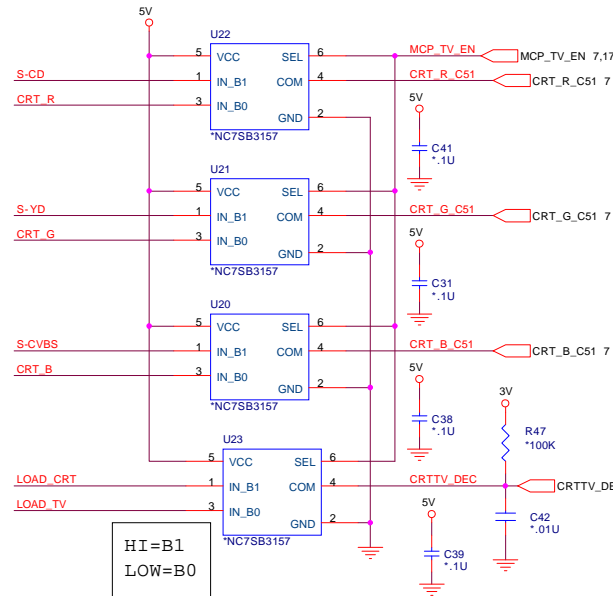 5V
U22
5 VCC SEL 6 MCP_TV_EN MCP_TV_EN 7,17
S-CD 1 IN_B1 COM 4 CRT_R_C51 CRT_R_C51 7
CRT_R 3 IN_B0
GND 2
*NC7SB3157
5V
C41
*.1U
U21
5 VCC SEL 6
S-YD 1 IN_B1 COM 4 CRT_G_C51 CRT_G_C51 7
CRT_G 3 IN_B0
GND 2
*NC7SB3157
5V
C31
*.1U
U20
5 VCC SEL 6
S-CVBS 1 IN_B1 COM 4 CRT_B_C51 CRT_B_C51 7
CRT_B 3 IN_B0
GND 2
*NC7SB3157
5V
C38
*.1U
3V
R47
*100K
U23
5 VCC SEL 6
LOAD_CRT 1 IN_B1 COM 4 CRTTV_DEC
LOAD_TV 3 IN_B0
GND 2
*NC7SB3157
5V
C39
*.1U
C42
*.01U
HI=B1
LOW=B0